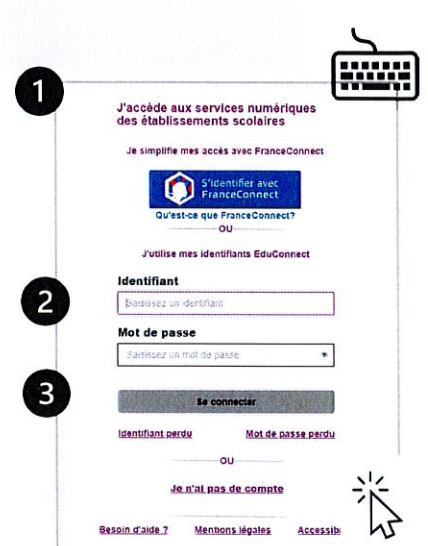 1
J'accède aux services numériques
des établissements scolaires
Je simplifie mes accès avec FranceConnect
S'identifier avec
FranceConnect
Qu'est-ce que FranceConnect?
OU
J'utilise mes identifiants EduConnect
Identifiant
2
Saisissez un identifiant
Mot de passe
Saisissez un mot de passe
3
Se connecter
Identifiant perdu Mot de passe perdu
OU
Je n'ai pas de compte
Besoin d'aide ? Mentions légales Accessibi